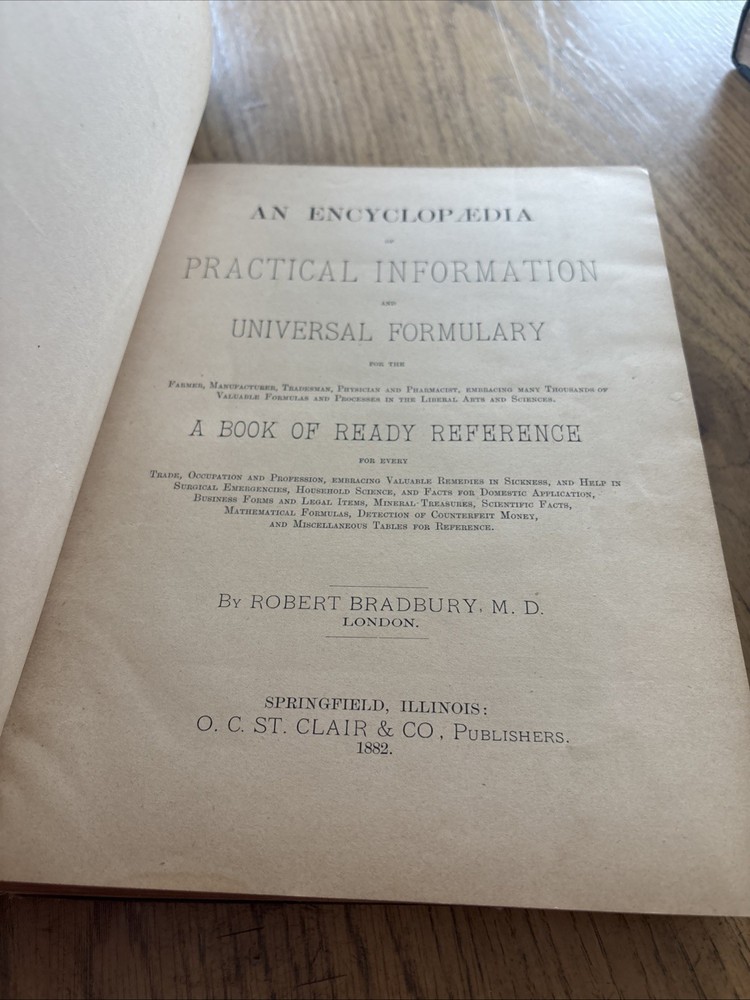 AN ENCYCLOPÆDIA
OF
PRACTICAL INFORMATION
AND
UNIVERSAL FORMULARY
FOR THE
Farmer, Manufacturer, Tradesman, Physician and Pharmacist, embracing many Thousands of
Valuable Formulas and Processes in the Liberal Arts and Sciences.
A BOOK OF READY REFERENCE
FOR EVERY
Trade, Occupation and Profession, embracing Valuable Remedies in Sickness, and Help in
Surgical Emergencies, Household Science, and Facts for Domestic Application,
Business Forms and Legal Items, Mineral Treasures, Scientific Facts,
Mathematical Formulas, Detection of Counterfeit Money,
and Miscellaneous Tables for Reference.
By ROBERT BRADBURY, M. D.
LONDON.
SPRINGFIELD, ILLINOIS:
O. C. ST. CLAIR & CO, Publishers.
1882.